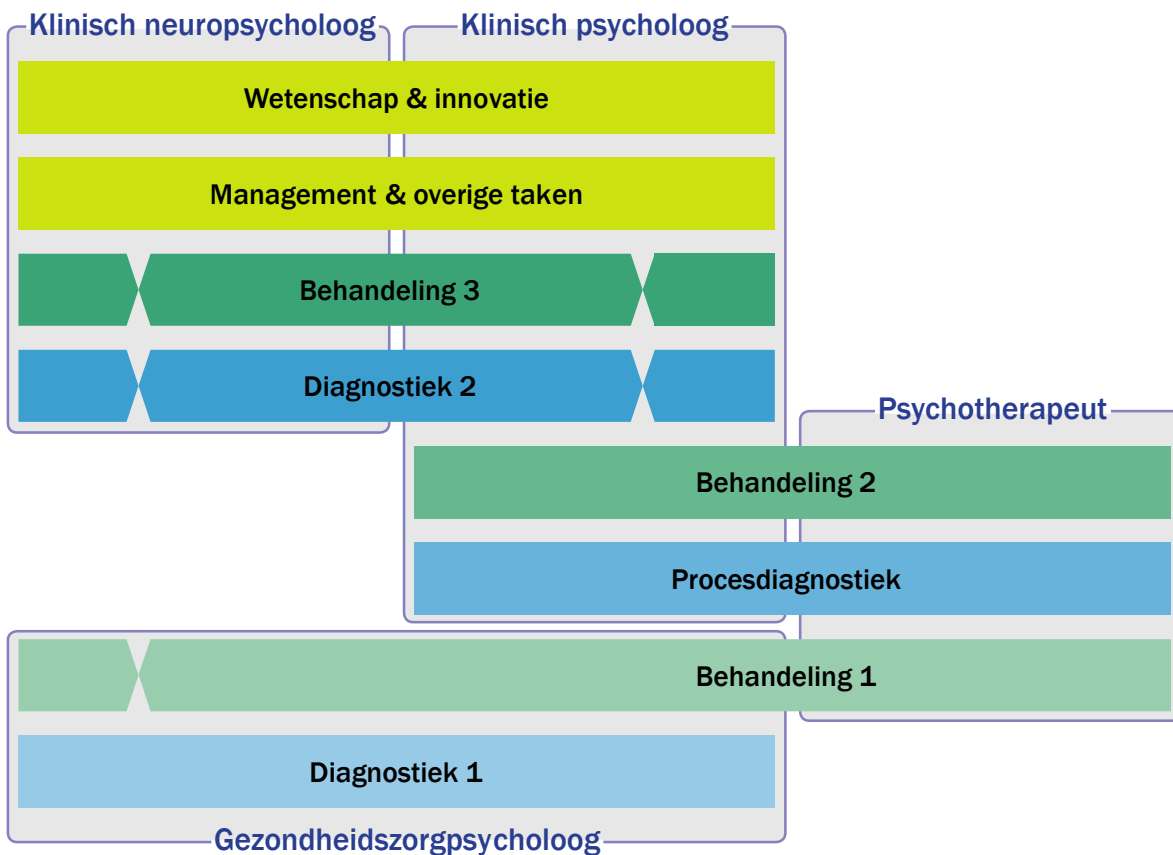 Klinisch neuropsycholoog
Klinisch psycholoog
Wetenschap & innovatie
Management & overige taken
Behandeling 3
Diagnostiek 2
Psychotherapeut
Behandeling 2
Procesdiagnostiek
Behandeling 1
Diagnostiek 1
Gezondheidszorgpsycholoog